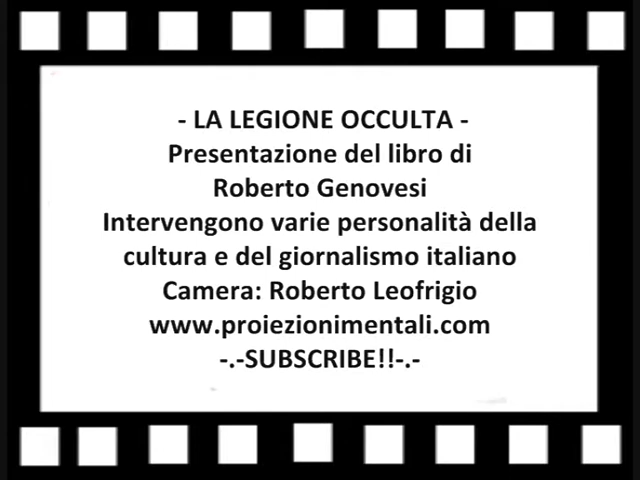 - LA LEGIONE OCCULTA -
Presentazione del libro di
Roberto Genovesi
Intervengono varie personalità della
cultura e del giornalismo italiano
Camera: Roberto Leofrigio
www.proiezionimentali.com
-.-SUBSCRIBE!!-.-